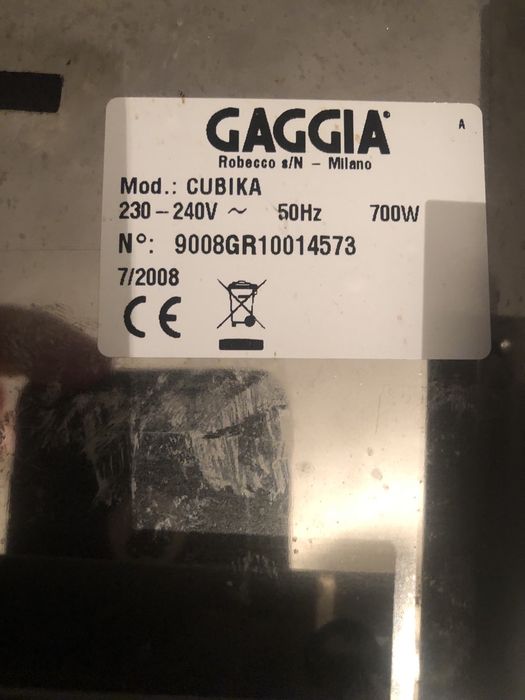 GAGGIA
A
Robecco s/N – Milano
Mod.: CUBIKA
230 – 240V ~ 50Hz 700W
N°: 9008GR10014573
7/2008
CE